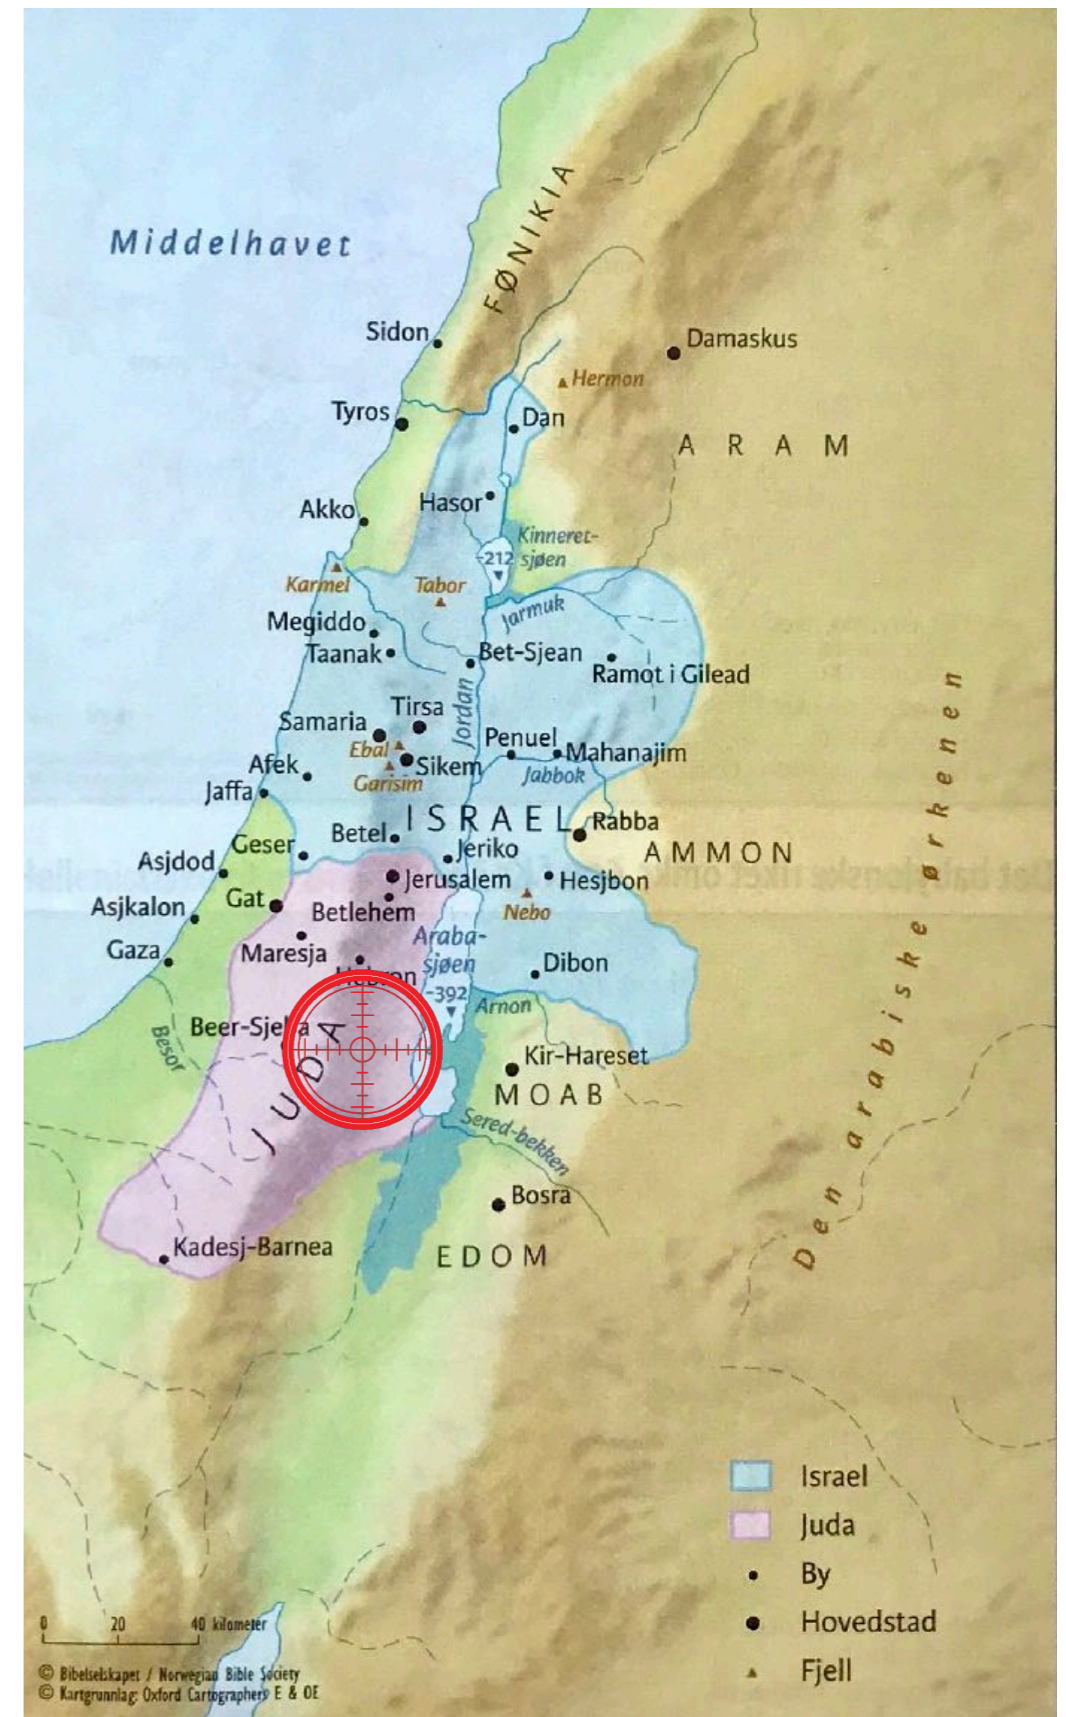 FØNIKIA
Middelhavet
Sidon
Damaskus
Hermon
Tyros
Dan
A R A M
Hasor
Akko
Kinneret-
sjøen
-212
Karmel
Tabor
Jarmuk
Megiddo
Taanak
Bet-Sjean
Ramot i Gilead
Jordan
Tirsa
Samaria
Ebal
Penuel
Mahanajim
Afek
Sikem
Jabbok
Garisim
Jaffa
ISRAEL
Rabba
Betel
Geser
Jeriko
AMMON
Asjdod
Jerusalem
Hesjbon
Gat
Asjkalon
Betlehem
Nebo
Gaza
Maresja
Araba-
sjøen
-392
Hebron
Dibon
Arnon
Beer-Sjeba
Besor
JUDA
Kir-Hareset
MOAB
Sered-bekken
Bosra
Kadesj-Barnea
EDOM
Den arabiske ørkenen
Israel
Juda
By
Hovedstad
Fjell
0 20 40 kilometer
© Bibelselskapet / Norwegian Bible Society
© Kartgrunnlag: Oxford Cartographers E & OE